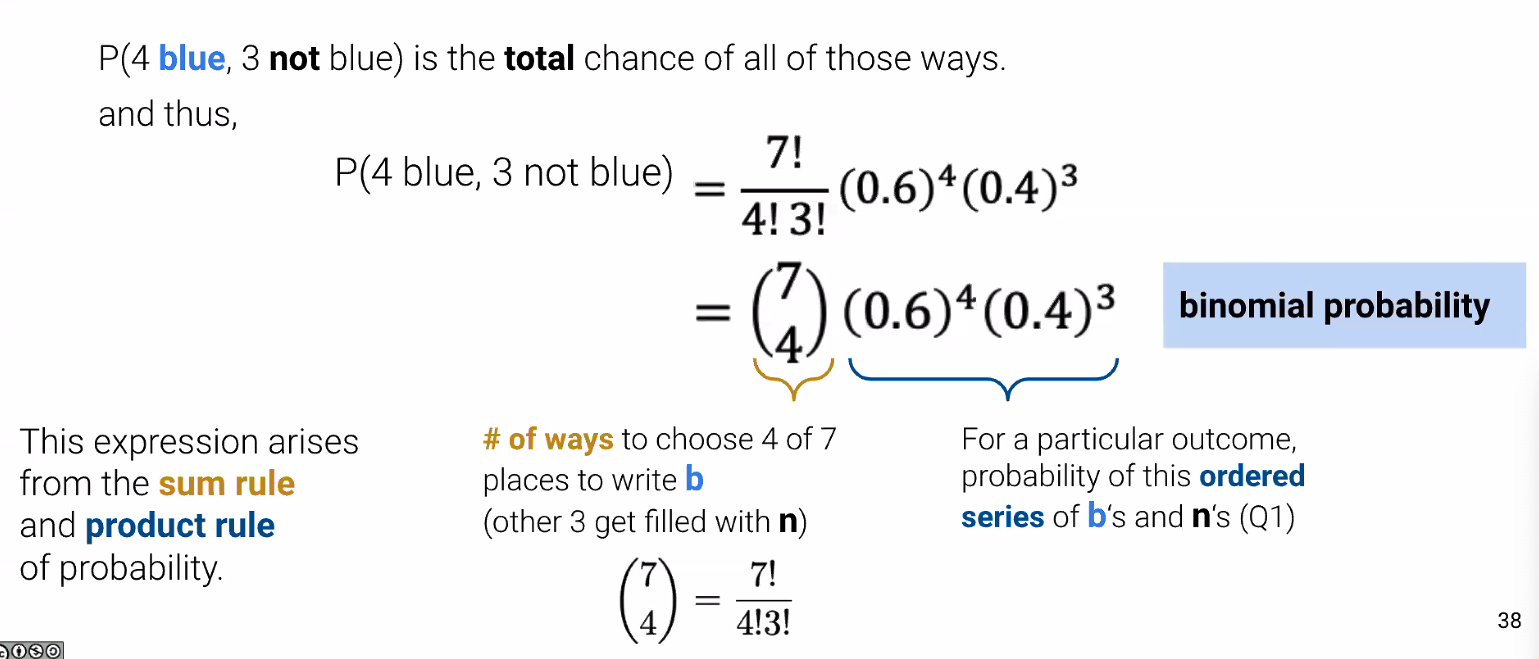 P(4 blue, 3 not blue) is the total chance of all of those ways.
and thus,
P(4 blue, 3 not blue) = 7!/(4! 3!) (0.6)⁴(0.4)³
= (7 4) (0.6)⁴(0.4)³
binomial probability
This expression arises
from the sum rule
and product rule
of probability.
# of ways to choose 4 of 7
places to write b
(other 3 get filled with n)
(7 4) = 7!/(4!3!)
For a particular outcome,
probability of this ordered
series of b‘s and n‘s (Q1)
38